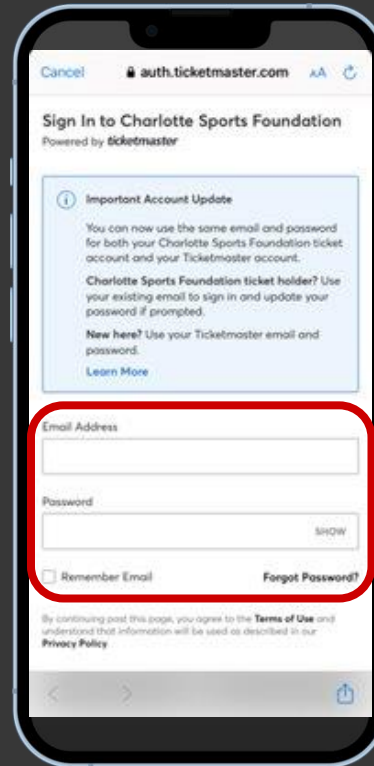 Cancel auth.ticketmaster.com AA
Sign In to Charlotte Sports Foundation
Powered by ticketmaster
Important Account Update
You can now use the same email and password
for both your Charlotte Sports Foundation ticket
account and your Ticketmaster account.
Charlotte Sports Foundation ticket holder? Use
your existing email to sign in and update your
password if prompted.
New here? Use your Ticketmaster email and
password.
Learn More
Email Address
Password
SHOW
Remember Email Forgot Password?
By continuing past this page, you agree to the Terms of Use and
understand that information will be used as described in our
Privacy Policy